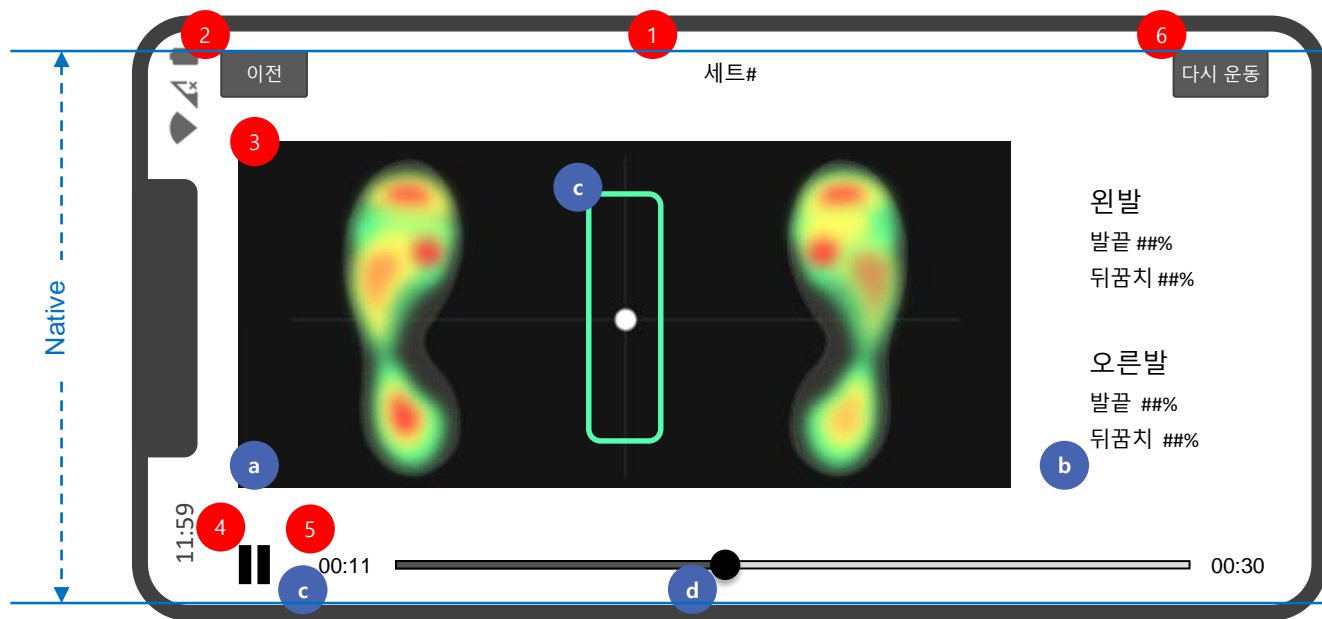 2
1
6
이전
세트#
다시 운동
3
c
왼발
발끝 ##%
뒤꿈치 ##%
Native
오른발
발끝 ##%
뒤꿈치 ##%
a
b
11:59
4
5
00:11
00:30
c
d